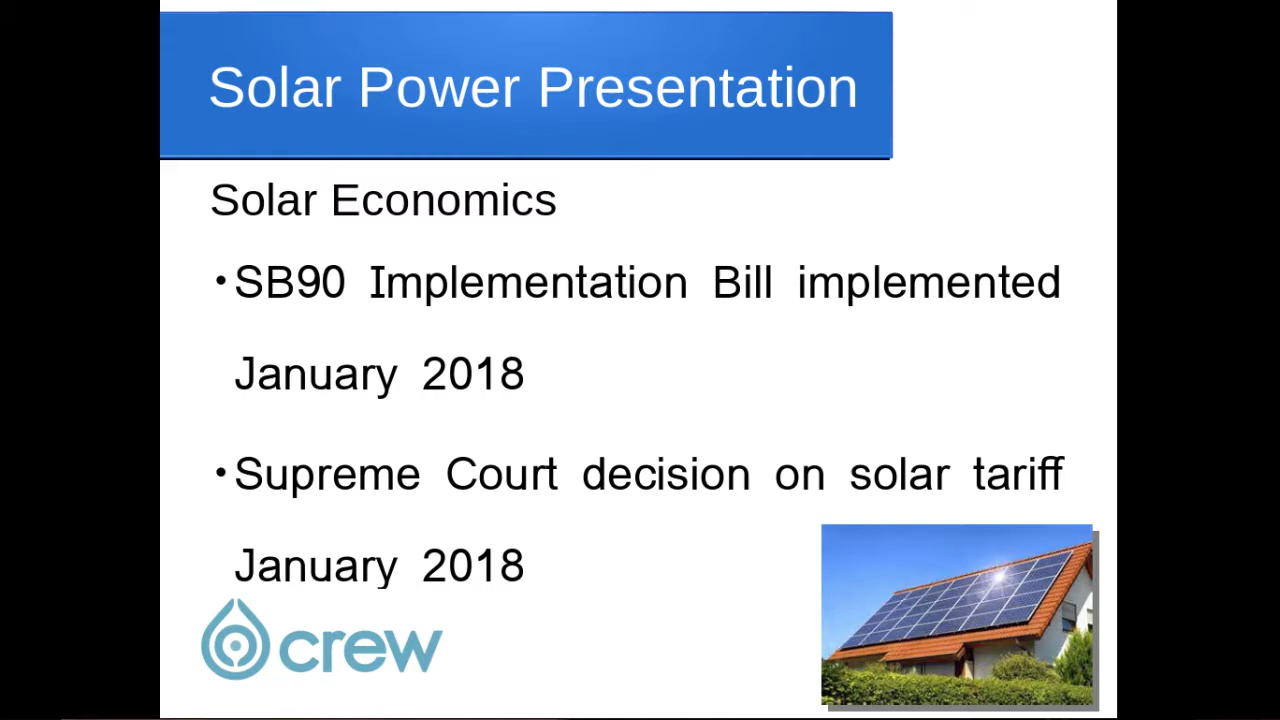 Solar Power Presentation
Solar Economics
•SB90 Implementation Bill implemented
January 2018
•Supreme Court decision on solar tariff
January 2018
crew